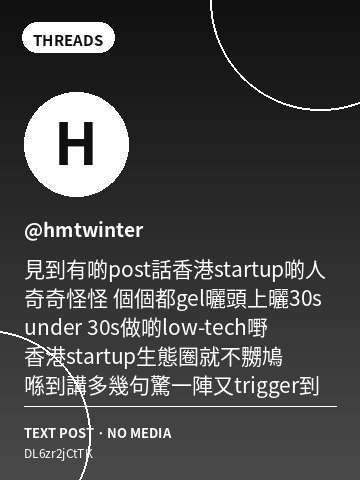 THREADS
H
@hmtwinter
見到有啲post話香港startup啲人
奇奇怪怪 個個都gel曬頭上曬30s
under 30s做啲low-tech嘢
香港startup生態圈就不嬲鳩
喺到講多幾句驚一陣又trigger到
TEXT POST · NO MEDIA
DL6zr2jCtTK